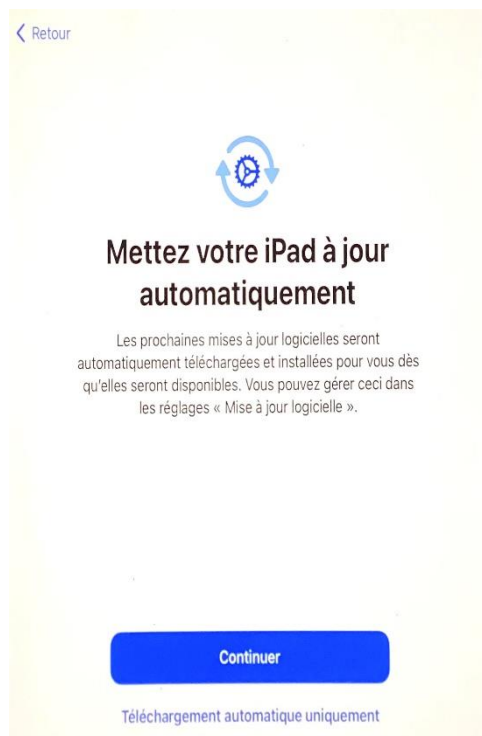 Retour
Mettez votre iPad à jour
automatiquement
Les prochaines mises à jour logicielles seront
automatiquement téléchargées et installées pour vous dès
qu'elles seront disponibles. Vous pouvez gérer ceci dans
les réglages « Mise à jour logicielle ».
Continuer
Téléchargement automatique uniquement